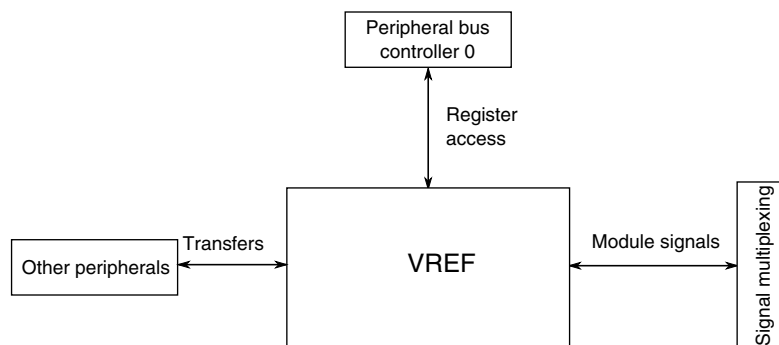 Peripheral bus
controller 0
Register
access
Transfers
Other peripherals
VREF
Module signals
Signal multiplexing